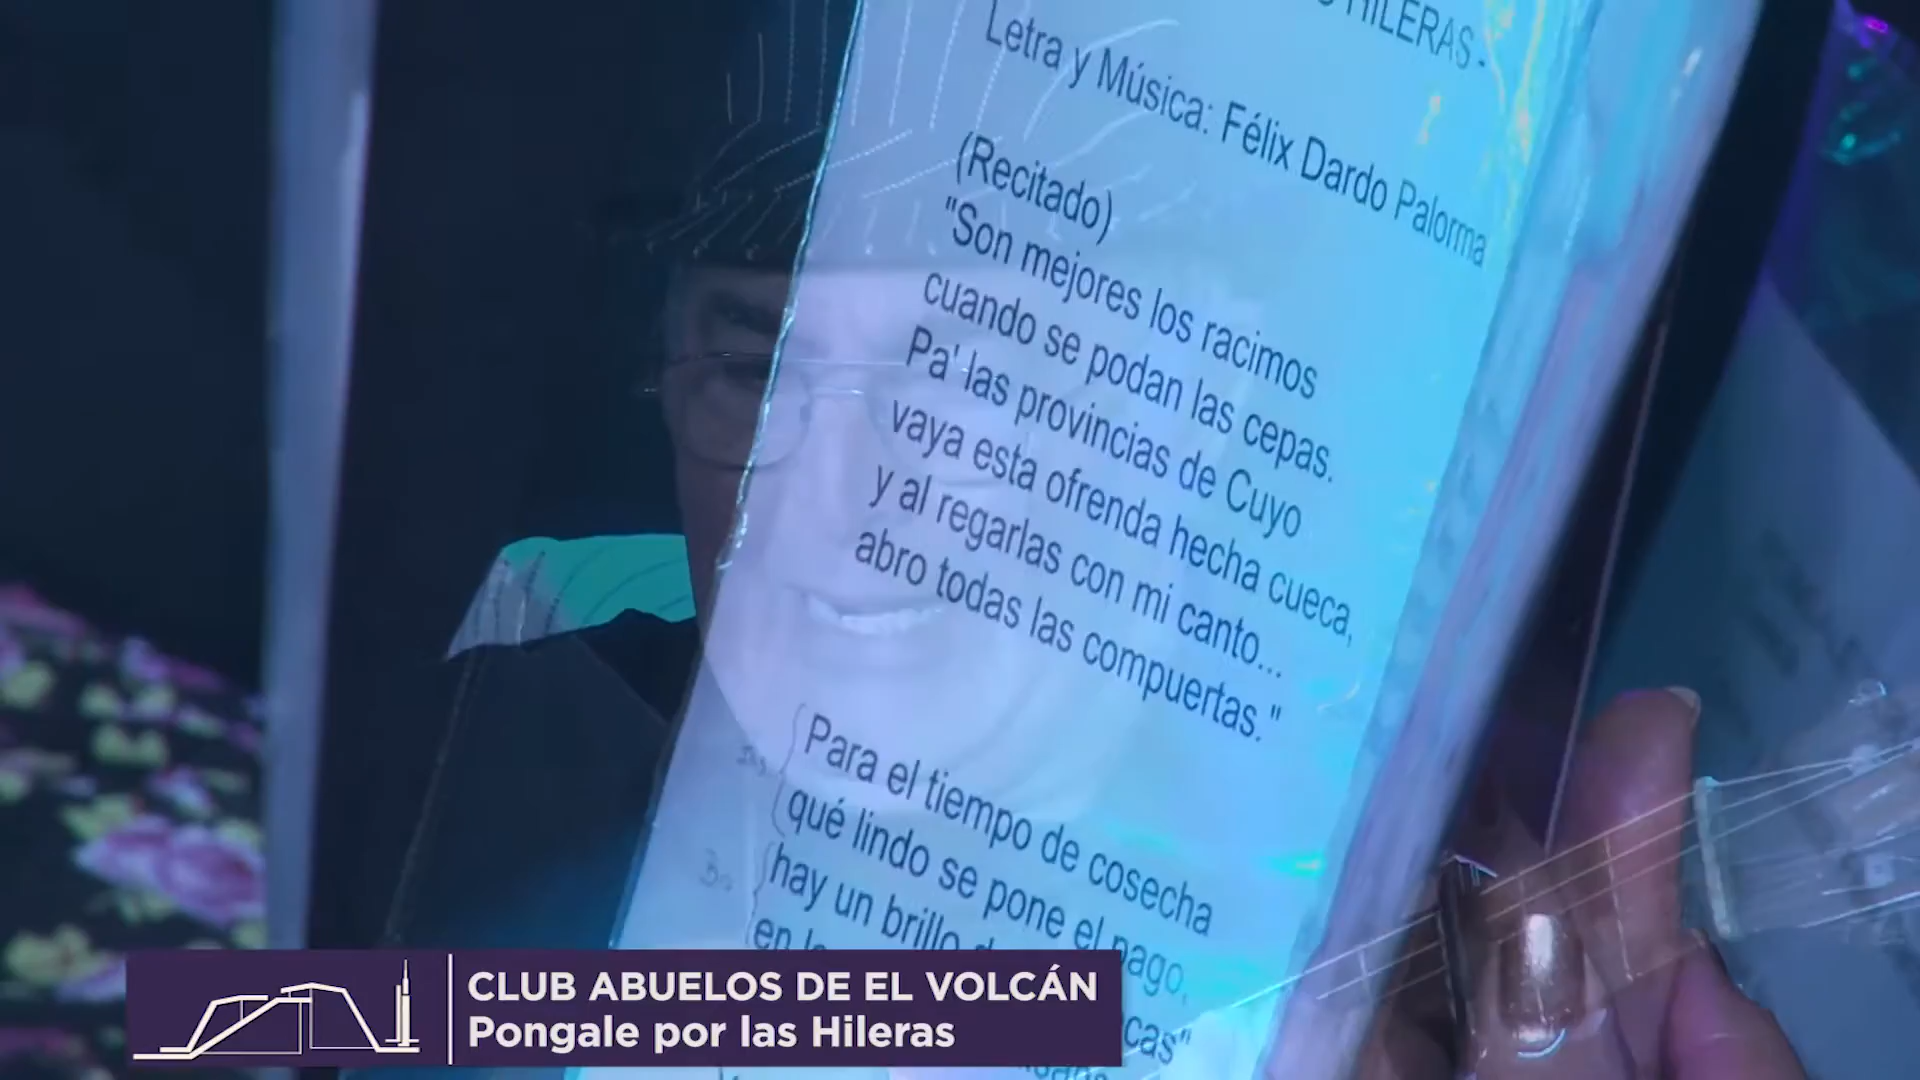 HILERAS -
Letra y Música: Félix Dardo Palorma
(Recitado)
"Son mejores los racimos
cuando se podan las cepas.
Pa' las provincias de Cuyo
vaya esta ofrenda hecha cueca,
y al regarlas con mi canto...
abro todas las compuertas."
Para el tiempo de cosecha
qué lindo se pone el pago,
hay un brillo
CLUB ABUELOS DE EL VOLCÁN
Pongale por las Hileras